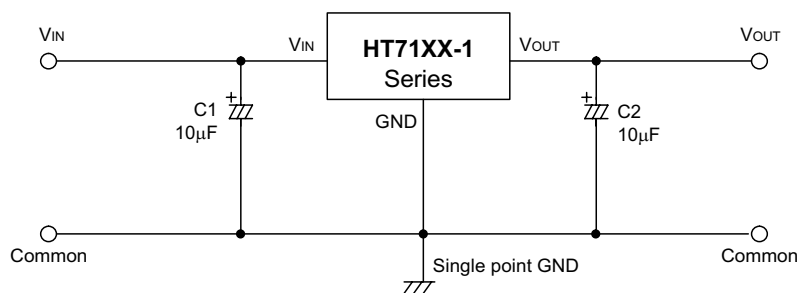 VIN
VIN
HT71XX-1
Series
VOUT
VOUT
+
C1
10μF
GND
+
C2
10μF
Common
Single point GND
Common